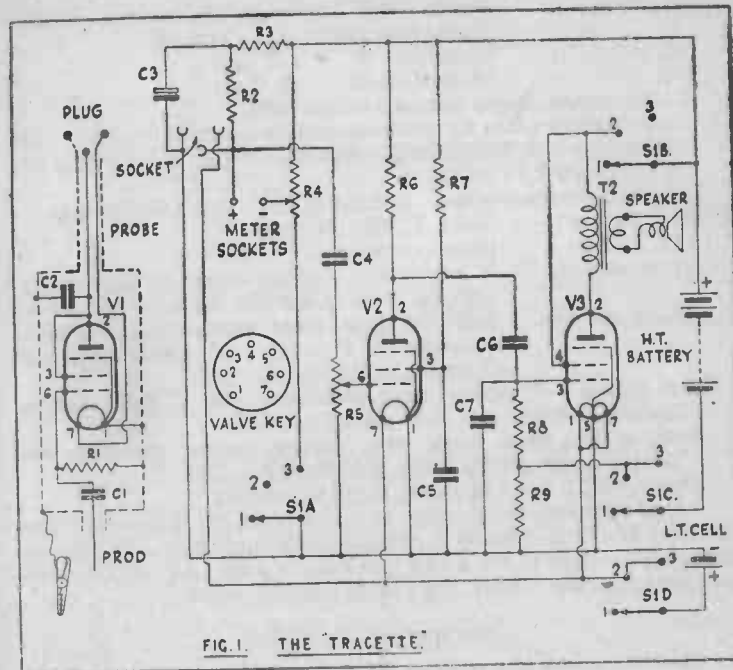 R3
C3
R2
PLUG
3
2
SOCKET
1
S1B.
R4
R6
R7
T2
SPEAKER
+ -
METER
SOCKETS
PROBE
C4
C2
V1
2
V2
2
V3
2
+
C6
H.T.
BATTERY
-
3
6
3 4 5
2 6
1 7
6
3
4
3
R5
C7
R8
VALVE KEY
7 1
7
1
1 5 7
R1
3
2
S1A
1
C5
R9
3
2
S1C.
1
C1
L.T. CELL
-
+
PROD
3
2
1
S1D
FIG. 1. THE "TRACETTE."